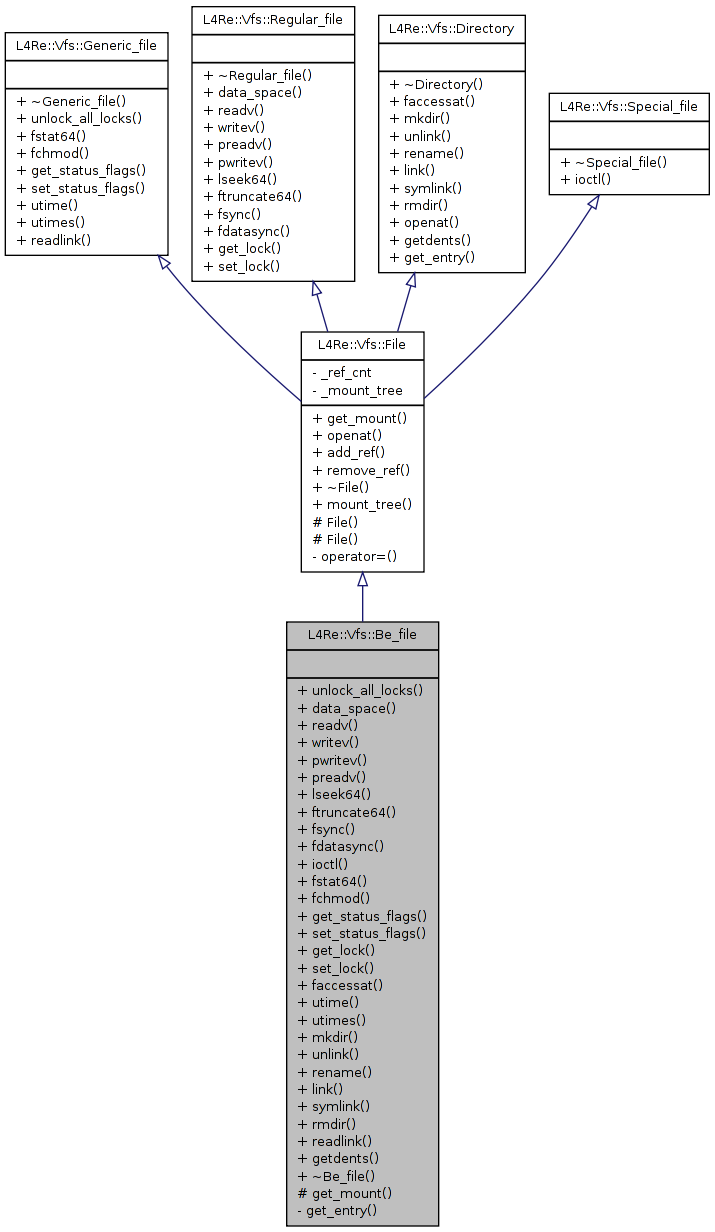 L4Re::Vfs::Generic_file
+ ~Generic_file()
+ unlock_all_locks()
+ fstat64()
+ fchmod()
+ get_status_flags()
+ set_status_flags()
+ utime()
+ utimes()
+ readlink()
L4Re::Vfs::Regular_file
+ ~Regular_file()
+ data_space()
+ readv()
+ writev()
+ preadv()
+ pwritev()
+ lseek64()
+ ftruncate64()
+ fsync()
+ fdatasync()
+ get_lock()
+ set_lock()
L4Re::Vfs::Directory
+ ~Directory()
+ faccessat()
+ mkdir()
+ unlink()
+ rename()
+ link()
+ symlink()
+ rmdir()
+ openat()
+ getdents()
+ get_entry()
L4Re::Vfs::Special_file
+ ~Special_file()
+ ioctl()
L4Re::Vfs::File
- _ref_cnt
- _mount_tree
+ get_mount()
+ openat()
+ add_ref()
+ remove_ref()
+ ~File()
+ mount_tree()
# File()
# File()
- operator=()
L4Re::Vfs::Be_file
+ unlock_all_locks()
+ data_space()
+ readv()
+ writev()
+ pwritev()
+ preadv()
+ lseek64()
+ ftruncate64()
+ fsync()
+ fdatasync()
+ ioctl()
+ fstat64()
+ fchmod()
+ get_status_flags()
+ set_status_flags()
+ get_lock()
+ set_lock()
+ faccessat()
+ utime()
+ utimes()
+ mkdir()
+ unlink()
+ rename()
+ link()
+ symlink()
+ rmdir()
+ readlink()
+ getdents()
+ ~Be_file()
# get_mount()
- get_entry()